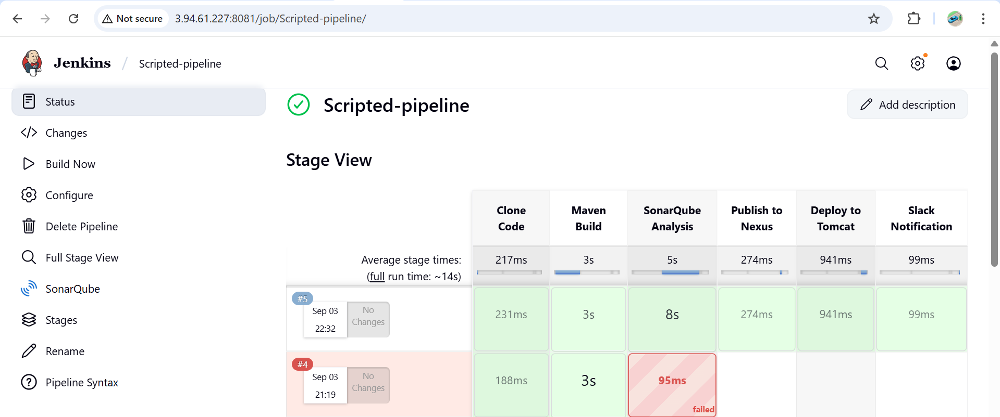 Not secure
3.94.61.227:8081/job/Scripted-pipeline/
Jenkins / Scripted-pipeline
Status
Changes
Build Now
Configure
Delete Pipeline
Full Stage View
SonarQube
Stages
Rename
Pipeline Syntax
Scripted-pipeline
Add description
Stage View
Clone
Code
Maven
Build
SonarQube
Analysis
Publish to
Nexus
Deploy to
Tomcat
Slack
Notification
Average stage times:
(full run time: ~14s)
217ms
3s
5s
274ms
941ms
99ms
#5
Sep 03
22:32
No
Changes
231ms
3s
8s
274ms
941ms
99ms
#4
Sep 03
21:19
No
Changes
188ms
3s
95ms
failed